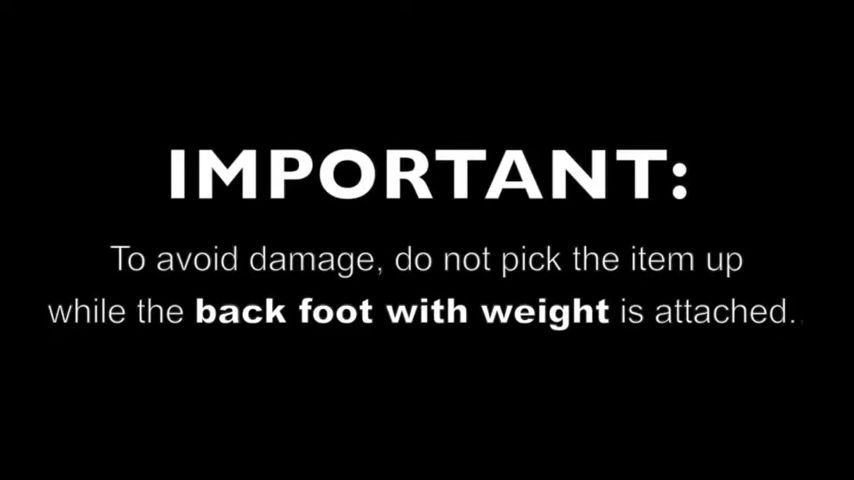 IMPORTANT:
To avoid damage, do not pick the item up
while the back foot with weight is attached.